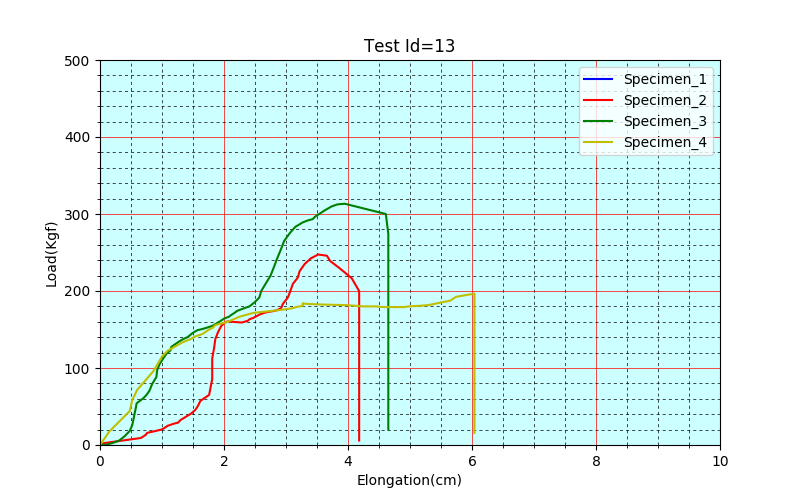 Test Id=13
500
400
300
200
100
0
Load(Kgf)
Specimen_1
Specimen_2
Specimen_3
Specimen_4
0 2 4 6 8 10
Elongation(cm)